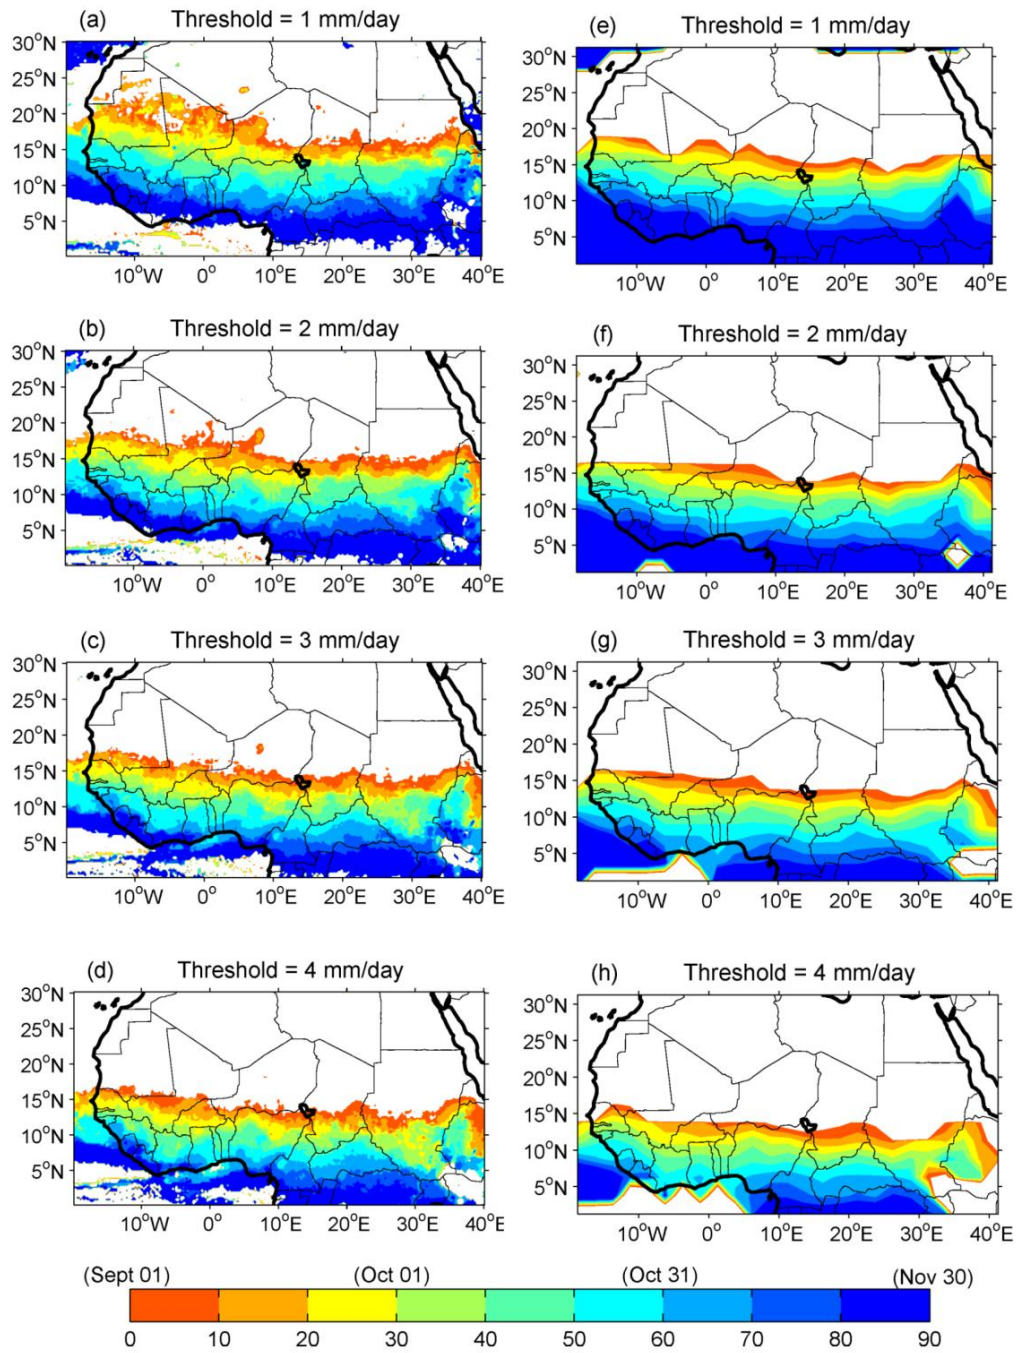 (a) Threshold = 1 mm/day
30°N
25°N
20°N
15°N
10°N
5°N
10°W 0° 10°E 20°E 30°E 40°E
(e) Threshold = 1 mm/day
30°N
25°N
20°N
15°N
10°N
5°N
10°W 0° 10°E 20°E 30°E 40°E
(b) Threshold = 2 mm/day
30°N
25°N
20°N
15°N
10°N
5°N
10°W 0° 10°E 20°E 30°E 40°E
(f) Threshold = 2 mm/day
30°N
25°N
20°N
15°N
10°N
5°N
10°W 0° 10°E 20°E 30°E 40°E
(c) Threshold = 3 mm/day
30°N
25°N
20°N
15°N
10°N
5°N
10°W 0° 10°E 20°E 30°E 40°E
(g) Threshold = 3 mm/day
30°N
25°N
20°N
15°N
10°N
5°N
10°W 0° 10°E 20°E 30°E 40°E
(d) Threshold = 4 mm/day
30°N
25°N
20°N
15°N
10°N
5°N
10°W 0° 10°E 20°E 30°E 40°E
(h) Threshold = 4 mm/day
30°N
25°N
20°N
15°N
10°N
5°N
10°W 0° 10°E 20°E 30°E 40°E
(Sept 01) (Oct 01) (Oct 31) (Nov 30)
0 10 20 30 40 50 60 70 80 90